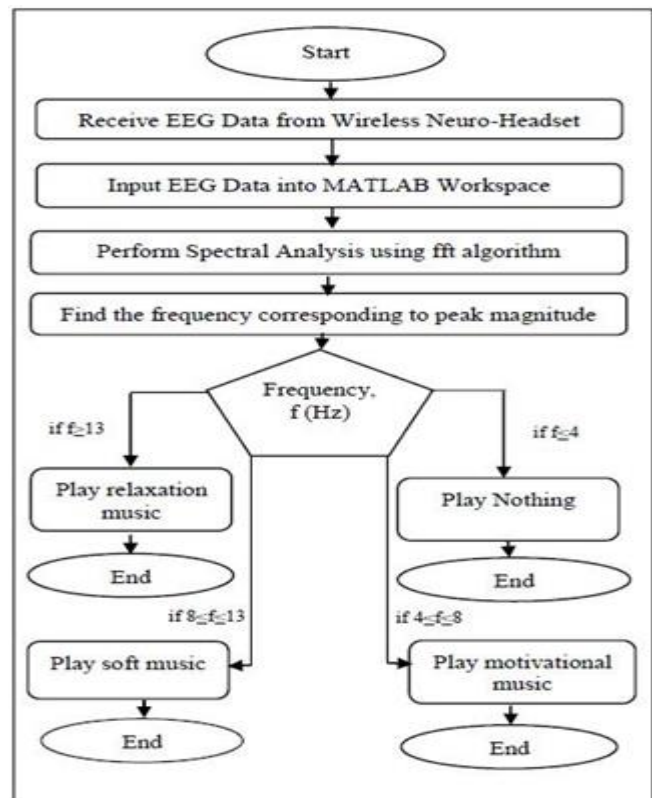 Start
Receive EEG Data from Wireless Neuro-Headset
Input EEG Data into MATLAB Workspace
Perform Spectral Analysis using fft algorithm
Find the frequency corresponding to peak magnitude
Frequency,
f (Hz)
if f≥13
if f≤4
Play relaxation
music
Play Nothing
End
End
if 8≤f≤13
if 4≤f≤8
Play soft music
Play motivational
music
End
End